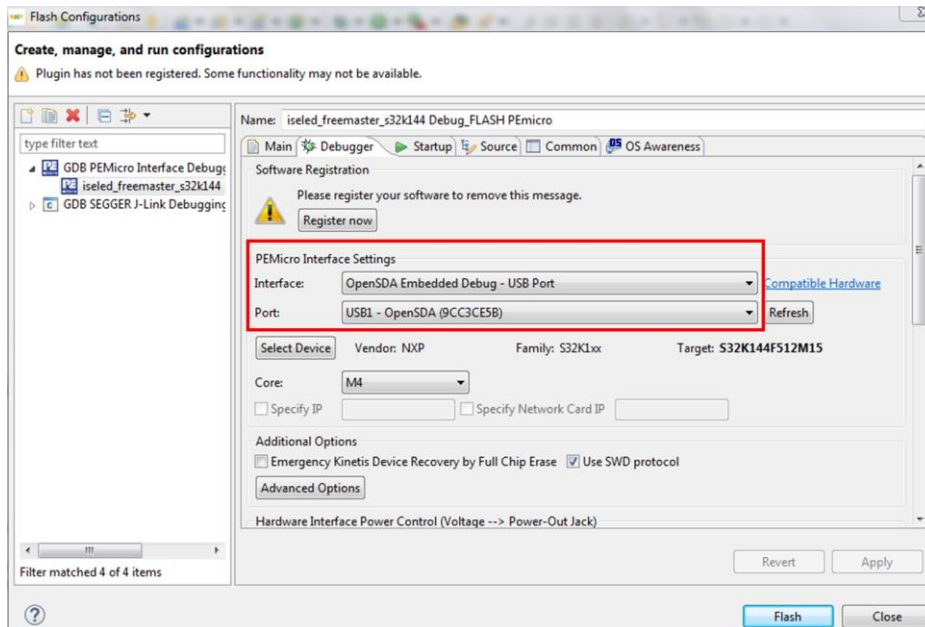 Flash Configurations
Create, manage, and run configurations
Plugin has not been registered. Some functionality may not be available.
type filter text
GDB PEMicro Interface Debugg
iseled_freemaster_s32k144
GDB SEGGER J-Link Debugging
Filter matched 4 of 4 items
Name: iseled_freemaster_s32k144 Debug_FLASH PEmicro
Main Debugger Startup Source Common OS Awareness
Software Registration
Please register your software to remove this message.
Register now
PEMicro Interface Settings
Interface: OpenSDA Embedded Debug - USB Port Compatible Hardware
Port: USB1 - OpenSDA (9CC3CE5B) Refresh
Select Device Vendor: NXP Family: S32K1xx Target: S32K144F512M15
Core: M4
Specify IP Specify Network Card IP
Additional Options
Emergency Kinetis Device Recovery by Full Chip Erase Use SWD protocol
Advanced Options
Hardware Interface Power Control (Voltage --> Power-Out Jack)
Revert Apply
Flash Close